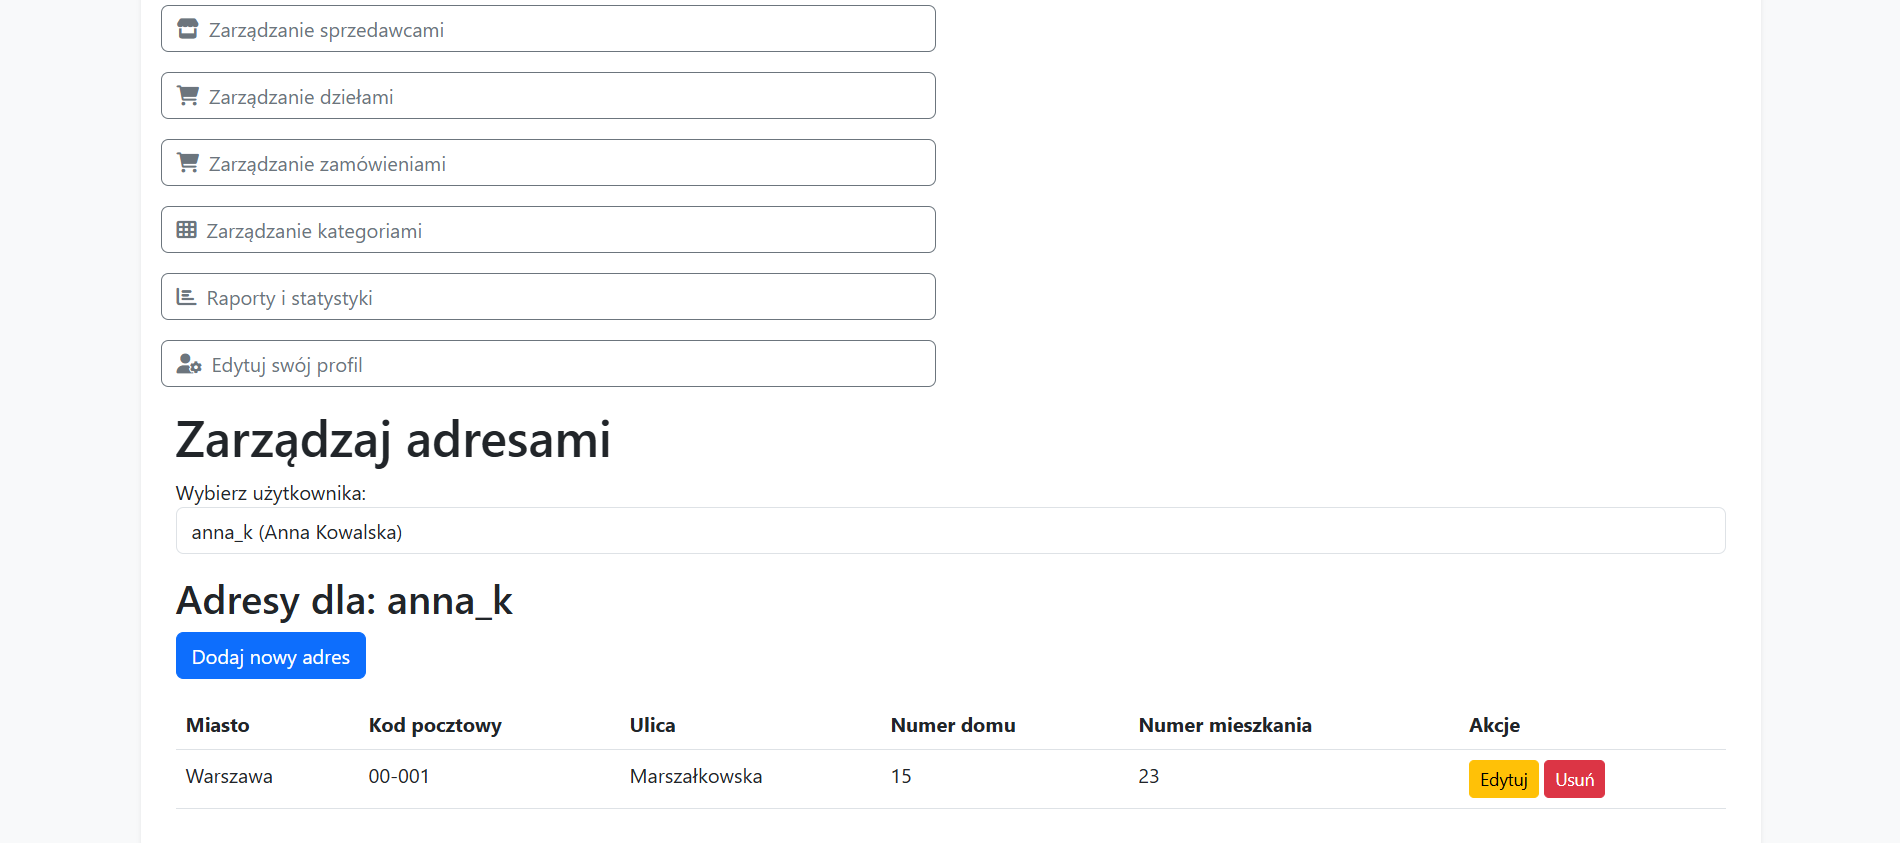 Zarządzanie sprzedawcami
Zarządzanie dziełami
Zarządzanie zamówieniami
Zarządzanie kategoriami
Raporty i statystyki
Edytuj swój profil
Zarządzaj adresami
Wybierz użytkownika:
anna_k (Anna Kowalska)
Adresy dla: anna_k
Dodaj nowy adres
Miasto Kod pocztowy Ulica Numer domu Numer mieszkania Akcje
Warszawa 00-001 Marszałkowska 15 23 Edytuj Usuń